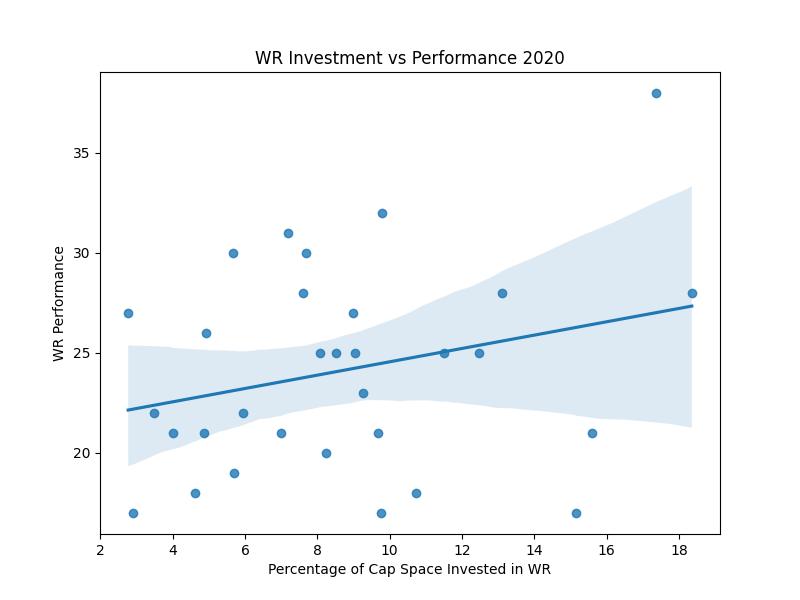 WR Investment vs Performance 2020
WR Performance
35
30
25
20
2 4 6 8 10 12 14 16 18
Percentage of Cap Space Invested in WR